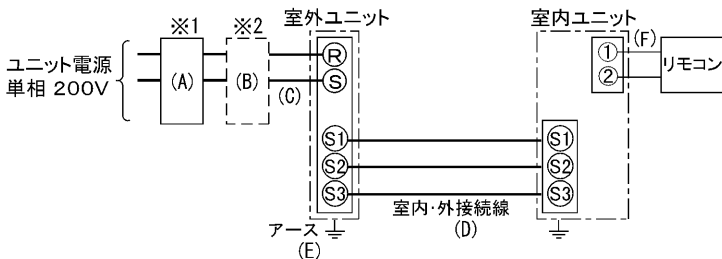 ※1
※2
室外ユニット
室内ユニット
ユニット電源
単相 200V
(A)
(B)
(C)
R
S
①
②
(F)
リモコン
S1
S2
S3
S1
S2
S3
室内・外接続線
(D)
アース
(E)